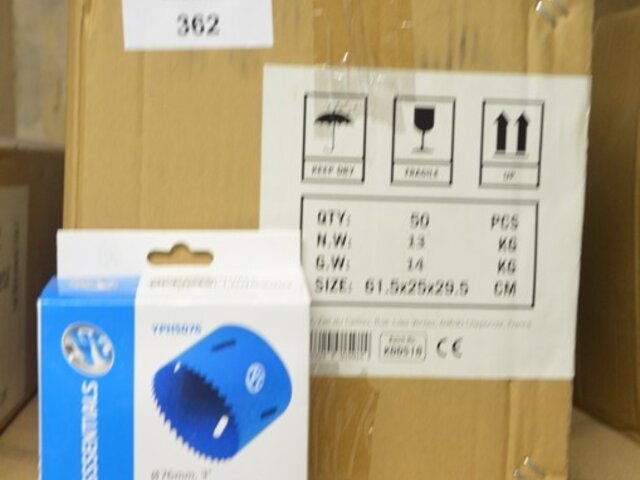 362
KEEP DRY
FRAGILE
UP
QTY: 50 PCS
N.W: 13 KG
G.W: 14 KG
SIZE: 61.5x25x29.5 CM
K00518
CE
YPHS076
Ø76mm, 3"
ESSENTIALS